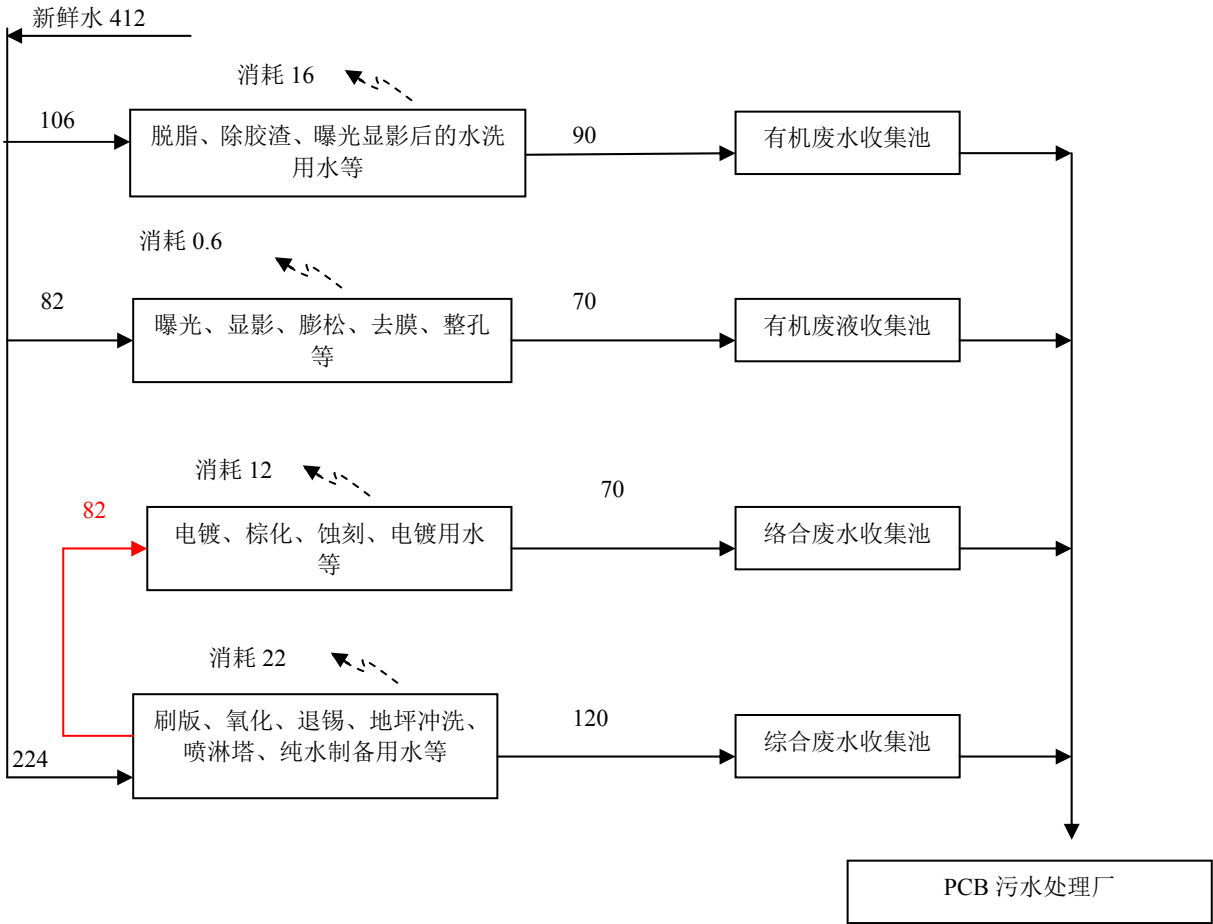 新鲜水 412
消耗 16
106
脱脂、除胶渣、曝光显影后的水洗
用水等
90
有机废水收集池
消耗 0.6
82
曝光、显影、膨松、去膜、整孔
等
70
有机废液收集池
消耗 12
82
电镀、棕化、蚀刻、电镀用水
等
70
络合废水收集池
消耗 22
224
刷版、氧化、退锡、地坪冲洗、
喷淋塔、纯水制备用水等
120
综合废水收集池
PCB 污水处理厂